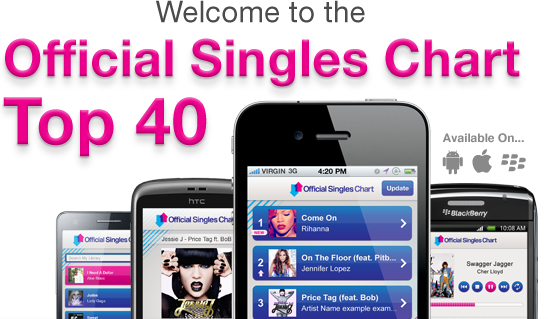 Welcome to the
Official Singles Chart
Top 40
Available On...
VIRGIN 3G
4:20 PM
Official Singles Chart
Update
1
NEW
Come On
Rihanna
2
On The Floor (feat. Pitb...
Jennifer Lopez
3
Price Tag (feat. Bob)
Artist Name example exam...
hTC
Official Singles Chart
Jessie J - Price Tag ft. BoB
Official Singles
BlackBerry
10:08 AM
Official Singles Chart
Swagger Jagger
Cher Lloyd